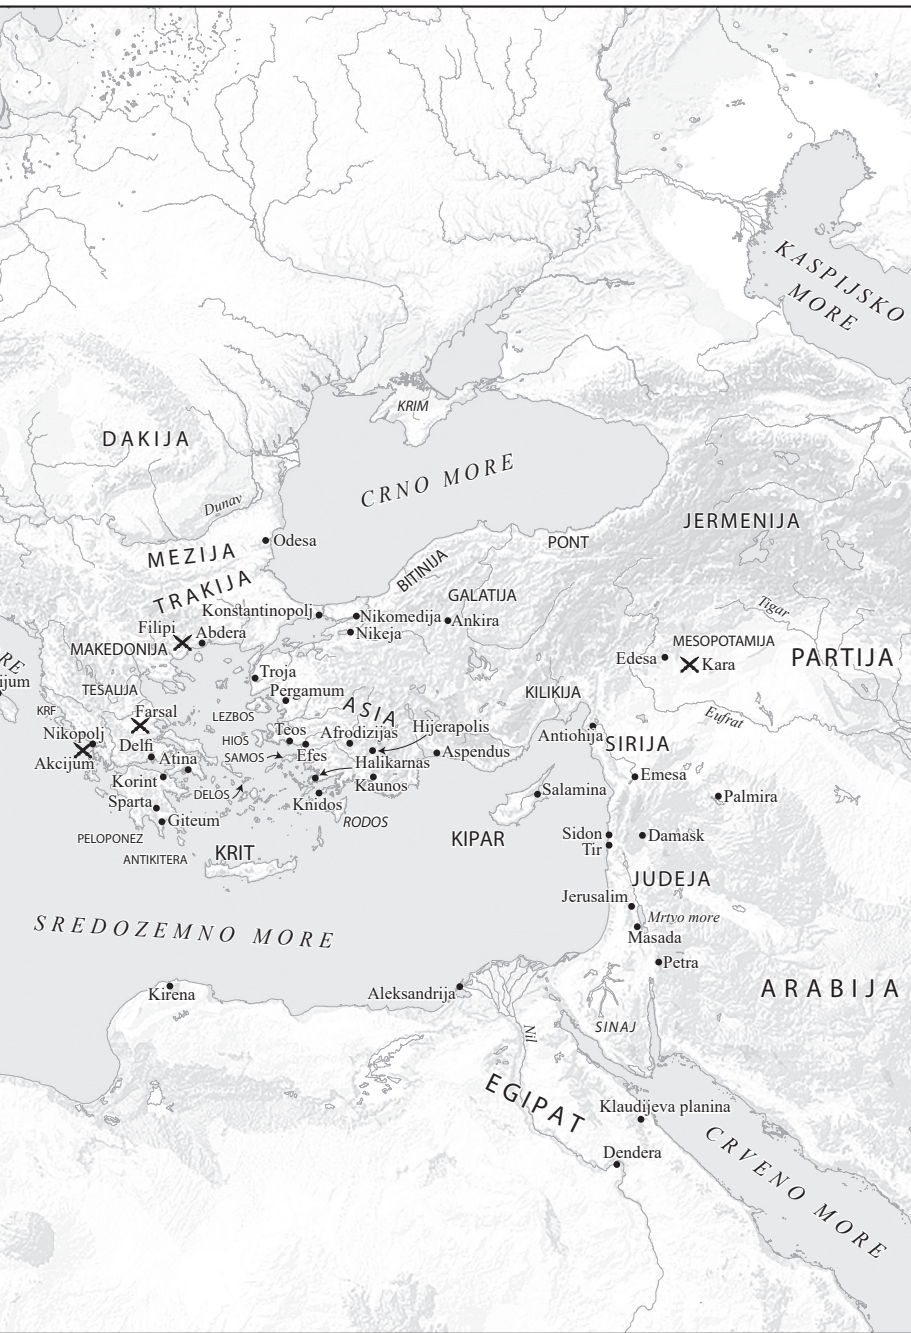 KASPIJSKO
MORE
KRIM
DAKIJA
CRNO MORE
Dunav
JERMENIJA
Odesa
PONT
MEZIJA
BITINIJA
TRAKIJA
GALATIJA
Konstantinopolj
Tigar
Nikomedija
Ankira
Filipi
Abdera
Nikeja
MAKEDONIJA
MESOPOTAMIJA
RE
Edesa
Kara
PARTIJA
ijum
Troja
TESALIJA
Pergamum
KILIKIJA
KRF
Farsal
LEZBOS
ASIA
Eufrat
Nikopolj
Teos
Afrodizijas
Hijerapolis
Antiohija
SIRIJA
Delfi
HIOS
Akcijum
Atina
SAMOS
Efes
Aspendus
Halikarnas
Korint
Kaunos
Emesa
Salamina
Palmira
DELOS
Sparta
Knidos
Giteum
RODOS
PELOPONEZ
KIPAR
Sidon
Damask
Tir
ANTIKITERA
KRIT
JUDEJA
Jerusalim
Mrtvo more
SREDOZEMNO MORE
Masada
Petra
Kirena
Aleksandrija
ARABIJA
Nil
SINAJ
EGIPAT
Klaudijeva planina
CRVENO MORE
Dendera